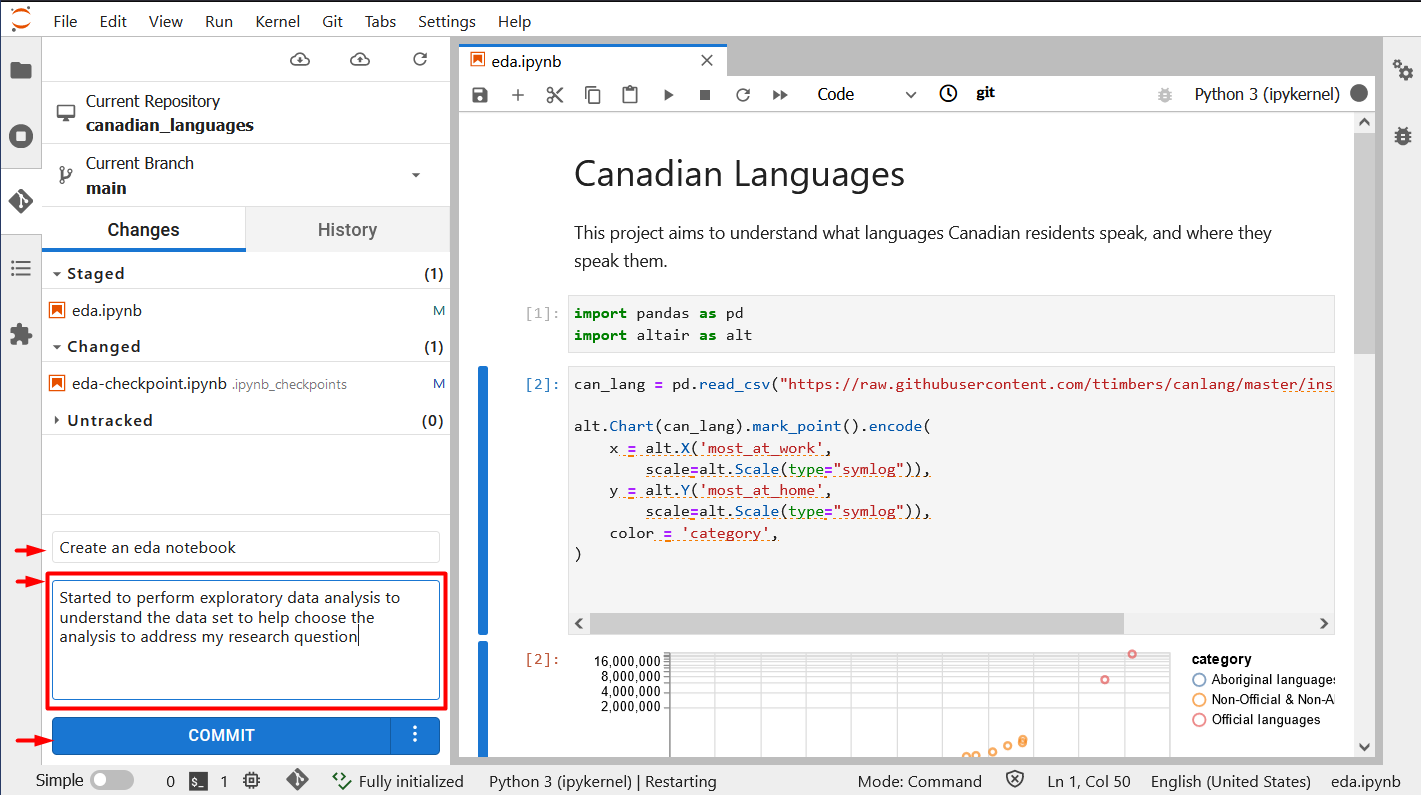 File Edit View Run Kernel Git Tabs Settings Help
Current Repository
canadian_languages
Current Branch
main
Changes History
Staged (1)
eda.ipynb M
Changed (1)
eda-checkpoint.ipynb .ipynb_checkpoints M
Untracked (0)
Create an eda notebook
Started to perform exploratory data analysis to
understand the data set to help choose the
analysis to address my research question
COMMIT
eda.ipynb
Code git Python 3 (ipykernel)
Canadian Languages
This project aims to understand what languages Canadian residents speak, and where they
speak them.
[1]: import pandas as pd
import altair as alt
[2]: can_lang = pd.read_csv("https://raw.githubusercontent.com/ttimbers/canlang/master/ins
alt.Chart(can_lang).mark_point().encode(
x = alt.X('most_at_work',
scale=alt.Scale(type="symlog")),
y = alt.Y('most_at_home',
scale=alt.Scale(type="symlog")),
color = 'category',
)
[2]:
16,000,000
8,000,000
4,000,000
2,000,000
category
Aboriginal languages
Non-Official & Non-A
Official languages
Simple 0 $_ 1 Fully initialized Python 3 (ipykernel) | Restarting Mode: Command Ln 1, Col 50 English (United States) eda.ipynb